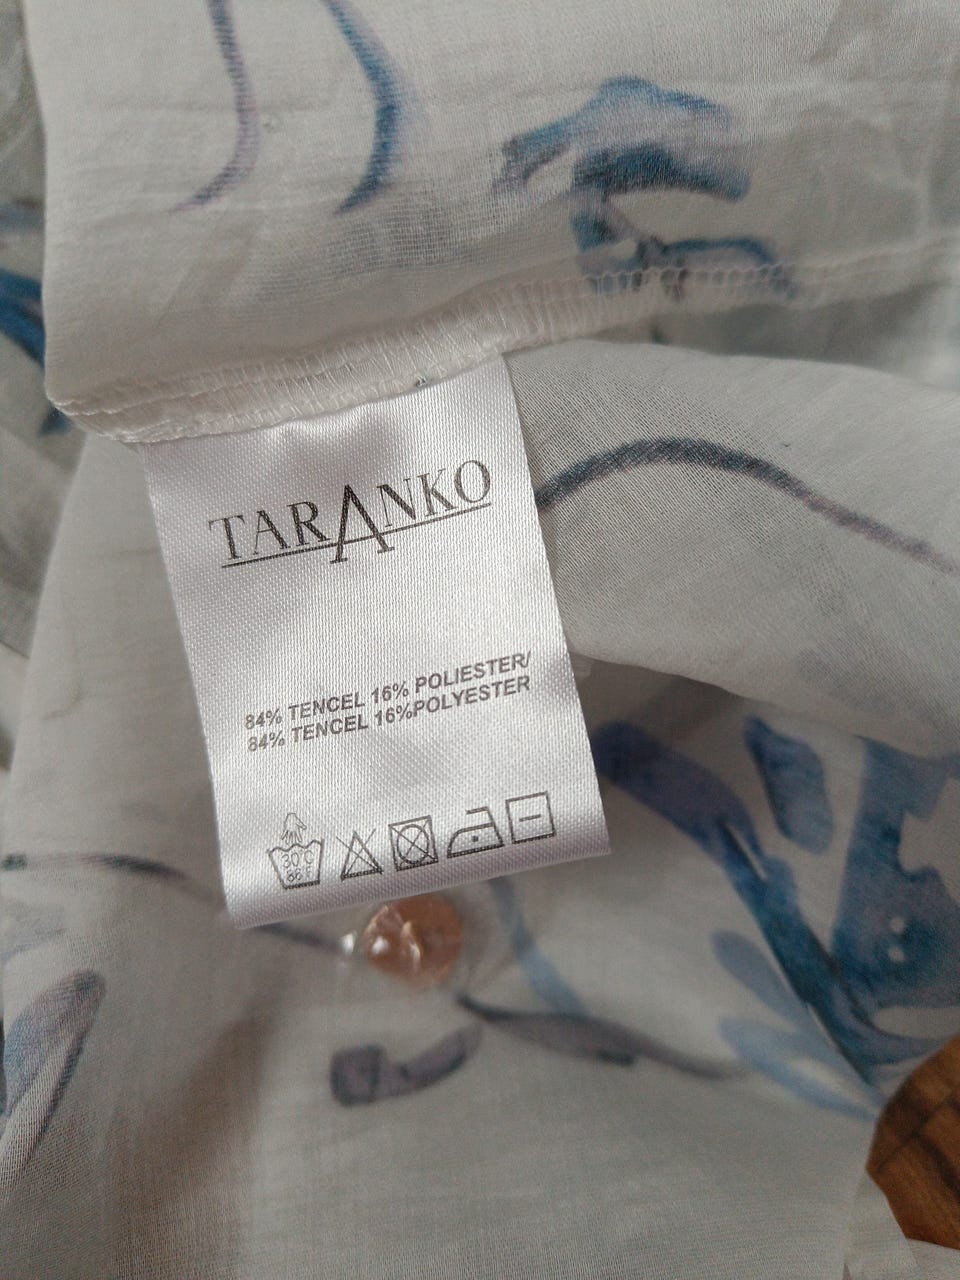 TARANKO
84% TENCEL 16% POLIESTER/
84% TENCEL 16%POLYESTER
30°C
86°F